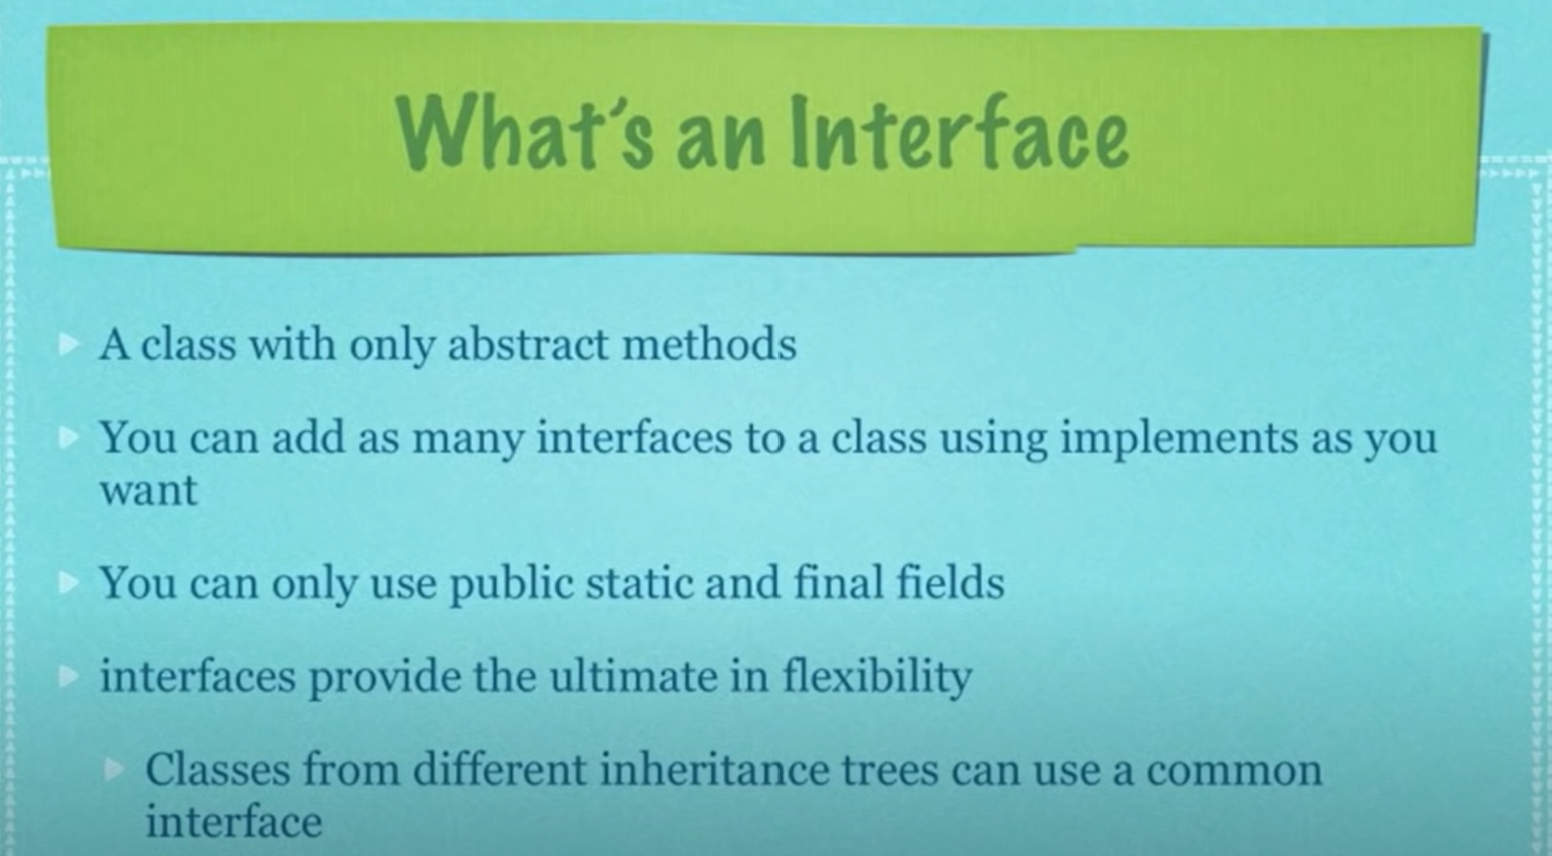 What's an Interface
A class with only abstract methods
You can add as many interfaces to a class using implements as you
want
You can only use public static and final fields
interfaces provide the ultimate in flexibility
Classes from different inheritance trees can use a common
interface